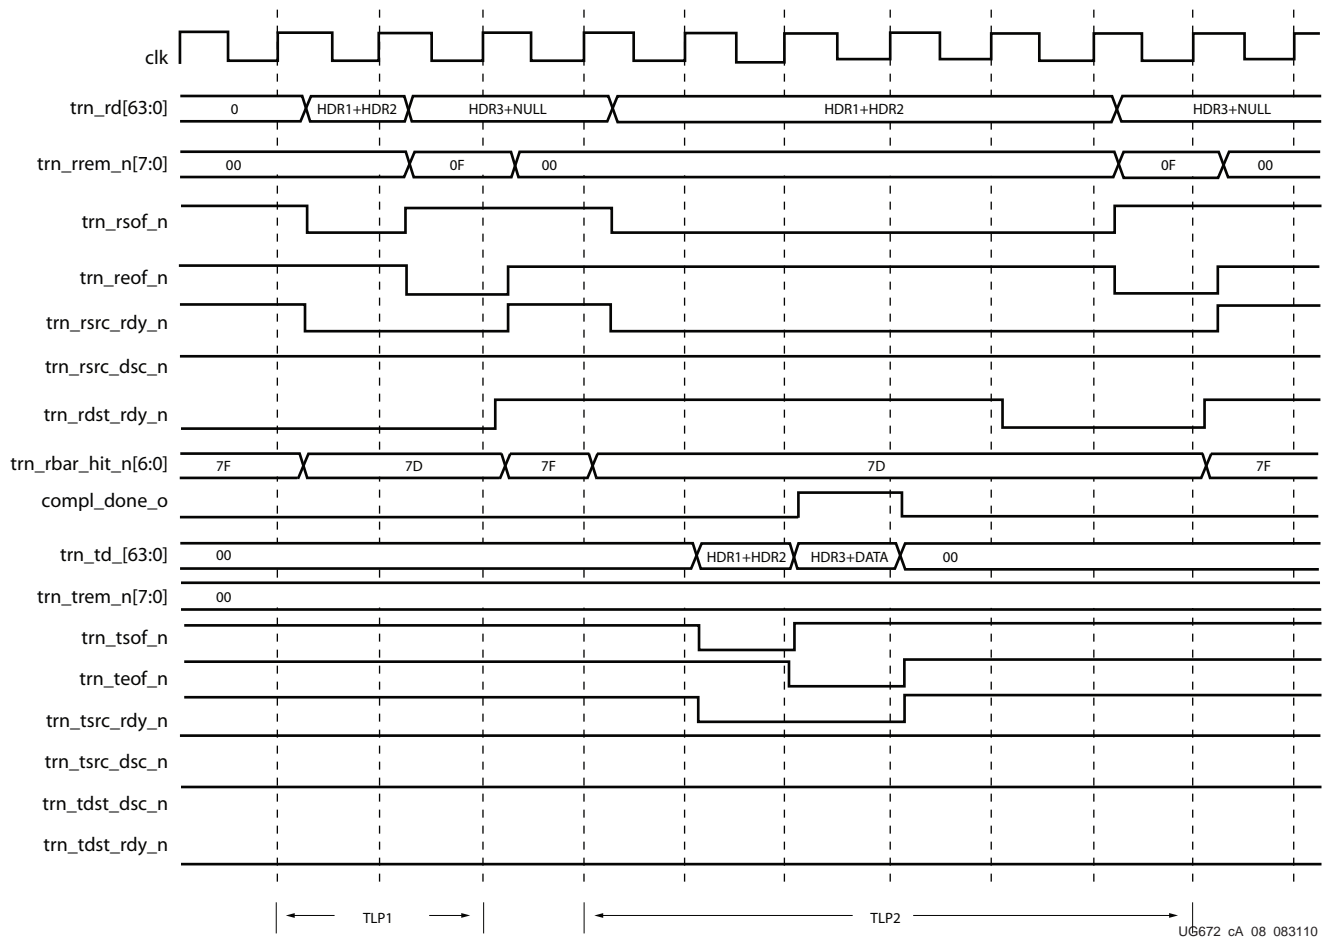 clk
trn_rd[63:0] 0 HDR1+HDR2 HDR3+NULL HDR1+HDR2 HDR3+NULL
trn_rrem_n[7:0] 00 0F 00 0F 00
trn_rsof_n
trn_reof_n
trn_rsrc_rdy_n
trn_rsrc_dsc_n
trn_rdst_rdy_n
trn_rbar_hit_n[6:0] 7F 7D 7F 7D 7F
compl_done_o
trn_td_[63:0] 00 HDR1+HDR2 HDR3+DATA 00
trn_trem_n[7:0] 00
trn_tsof_n
trn_teof_n
trn_tsrc_rdy_n
trn_tsrc_dsc_n
trn_tdst_dsc_n
trn_tdst_rdy_n
TLP1 TLP2
UG672_cA_08_083110